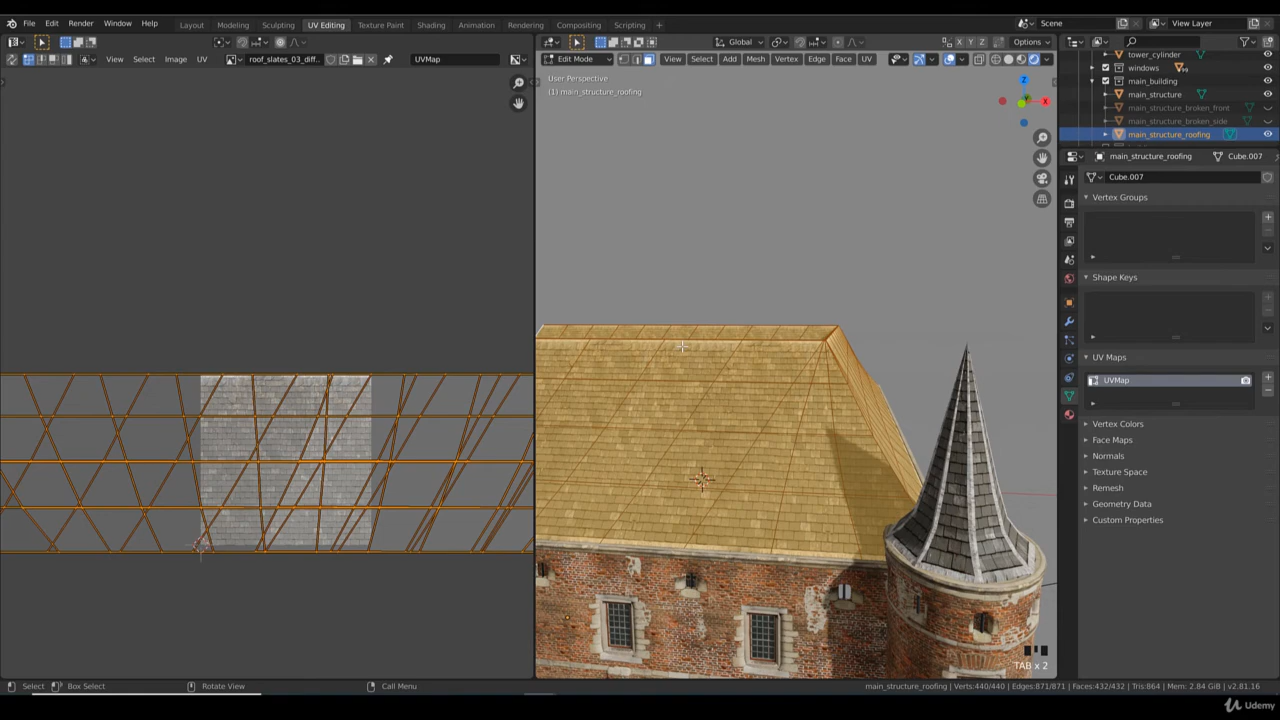 File Edit Render Window Help Layout Modeling Sculpting UV Editing Texture Paint Shading Animation Rendering Compositing Scripting + Scene View Layer
View Select Image UV roof_slates_03_diff... UVMap
Global Options
Edit Mode View Select Add Mesh Vertex Edge Face UV
User Perspective
(1) main_structure_roofing
Z
X
tower_cylinder
windows
main_building
main_structure
main_structure_broken_front
main_structure_broken_side
main_structure_roofing
main_structure_roofing Cube.007
Cube.007
Vertex Groups
Shape Keys
UV Maps
UVMap
Vertex Colors
Face Maps
Normals
Texture Space
Remesh
Geometry Data
Custom Properties
TAB x 2
Select Box Select Rotate View Call Menu main_structure_roofing | Verts:440/440 | Edges:871/871 | Faces:432/432 | Tris:864 | Mem: 2.84 GiB | v2.81.16
Udemy